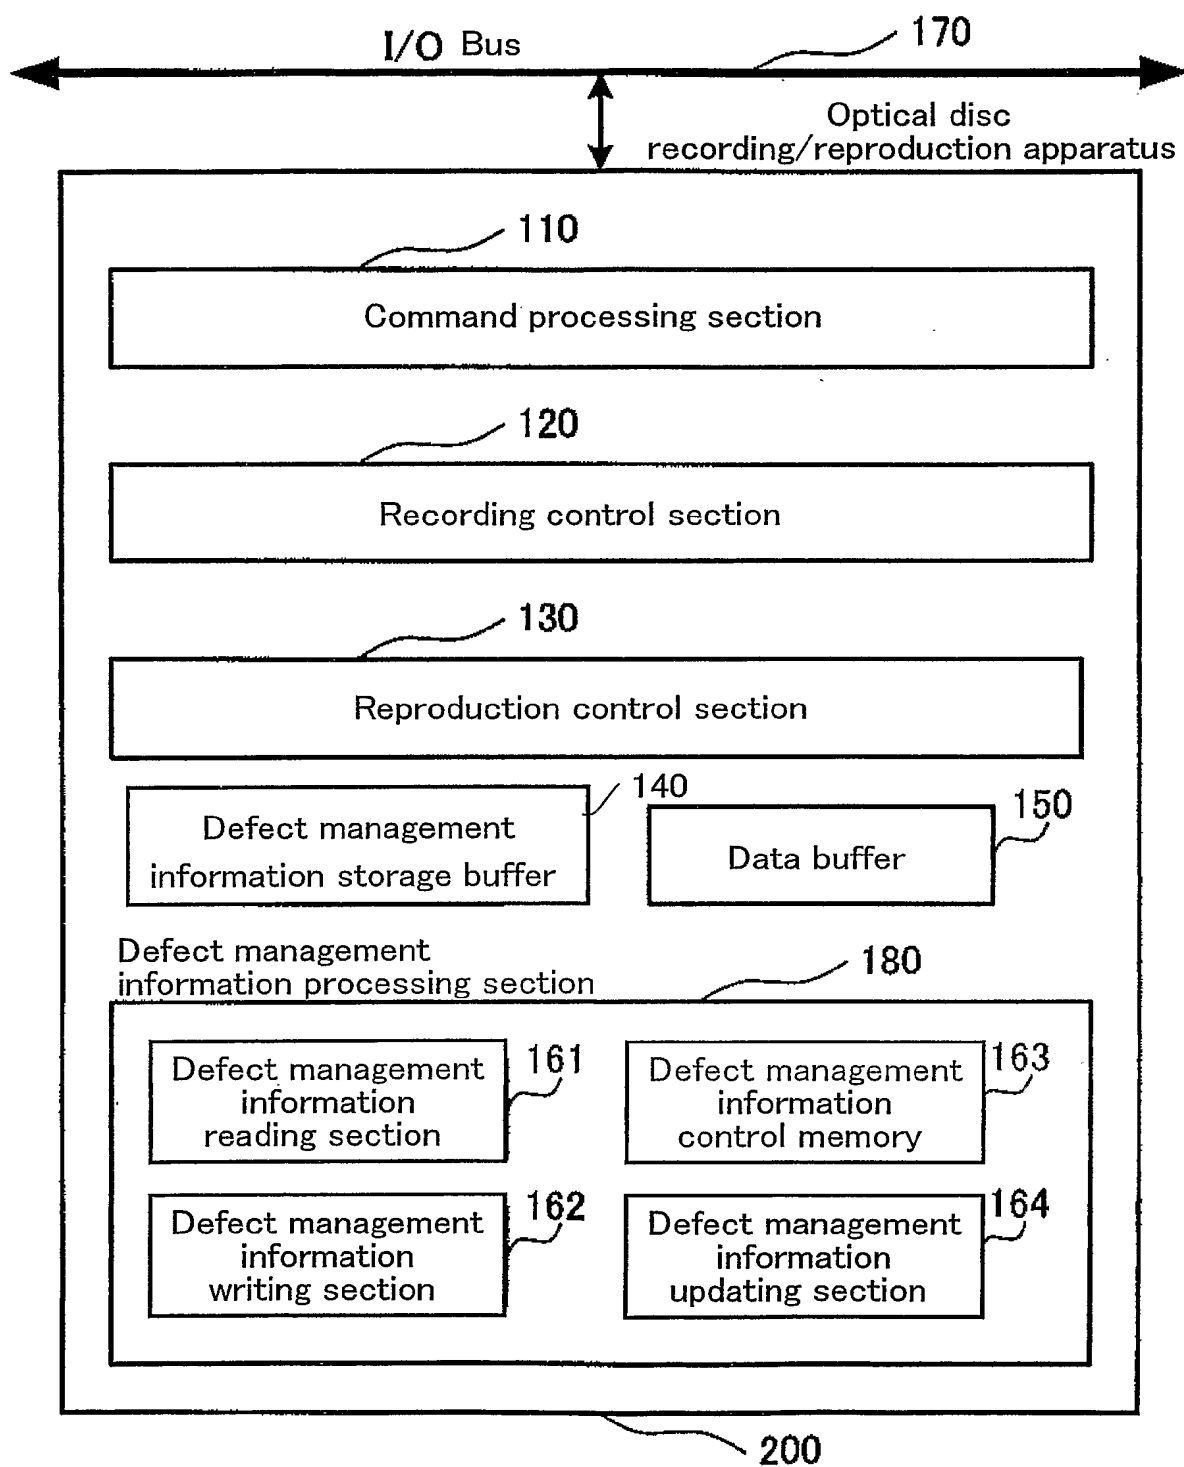 I/O Bus
170
Optical disc
recording/reproduction apparatus
110
Command processing section
120
Recording control section
130
Reproduction control section
140
Defect management
information storage buffer
150
Data buffer
Defect management
information processing section
180
161
Defect management
information
reading section
163
Defect management
information
control memory
162
Defect management
information
writing section
164
Defect management
information
updating section
200